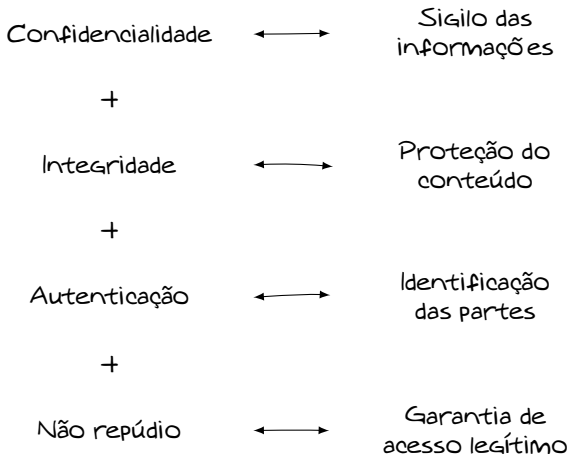 Confidencialidade
Sigilo das
informações
+
Integridade
Proteção do
conteúdo
+
Autenticação
Identificação
das partes
+
Não repúdio
Garantia de
acesso legítimo